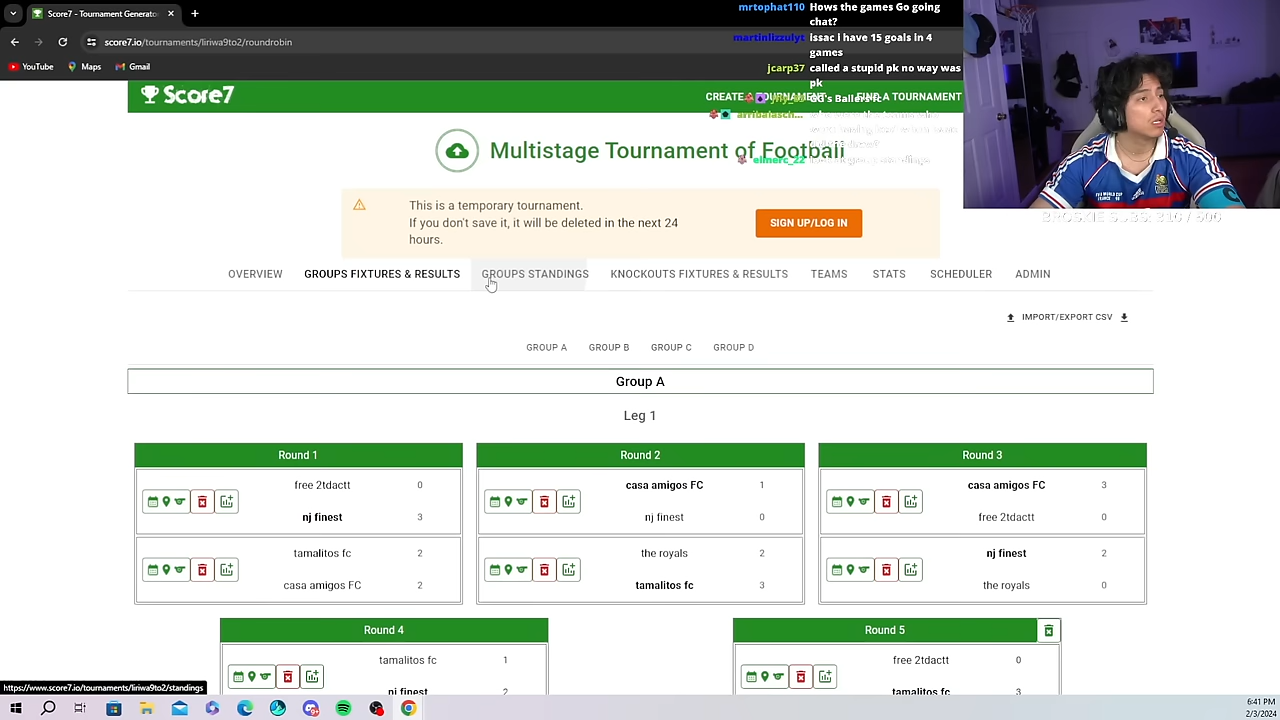 Score7 - Tournament Generato
score7.io/tournaments/liriwa9to2/roundrobin
YouTube
Maps
Gmail
mrtophat110 Hows the games Go going
chat?
martinlizzulyt issac I have 15 goals in 4
games
jcarp37 called a stupid pk no way was
pk
GG's Ballersfc
elmerc_22
BROSKIE SUBS: 310 / 600
Score7
CREATE TOURNAMENT
FIND A TOURNAMENT
Multistage Tournament of Football
This is a temporary tournament.
If you don't save it, it will be deleted in the next 24
hours.
SIGN UP/LOG IN
OVERVIEW
GROUPS FIXTURES & RESULTS
GROUPS STANDINGS
KNOCKOUTS FIXTURES & RESULTS
TEAMS
STATS
SCHEDULER
ADMIN
IMPORT/EXPORT CSV
GROUP A
GROUP B
GROUP C
GROUP D
Group A
Leg 1
Round 1
free 2tdactt 0
nj finest 3
tamalitos fc 2
casa amigos FC 2
Round 2
casa amigos FC 1
nj finest 0
the royals 2
tamalitos fc 3
Round 3
casa amigos FC 3
free 2tdactt 0
nj finest 2
the royals 0
Round 4
tamalitos fc 1
nj finest 2
Round 5
free 2tdactt 0
tamalitos fc 3
https://www.score7.io/tournaments/liriwa9to2/standings
6:41 PM
2/3/2024